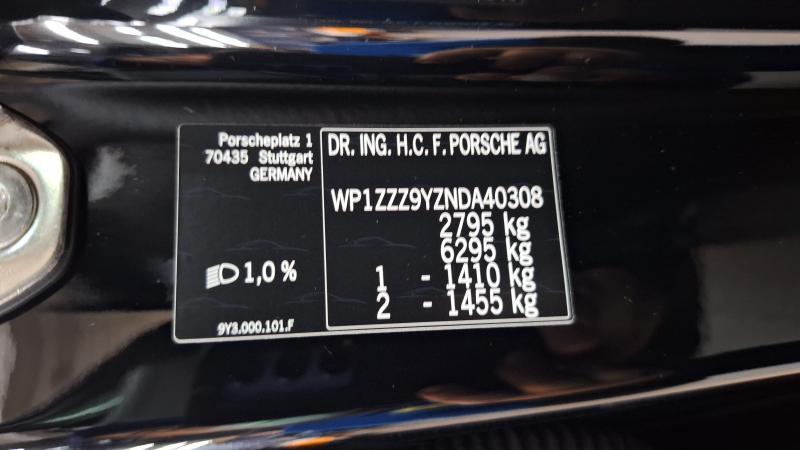 Porscheplatz 1
70435 Stuttgart
GERMANY
DR. ING. H.C. F. PORSCHE AG
WP1ZZZ9YZNDA40308
2795 kg
6295 kg
1 - 1410 kg
2 - 1455 kg
1,0 %
9Y3.000.101.F